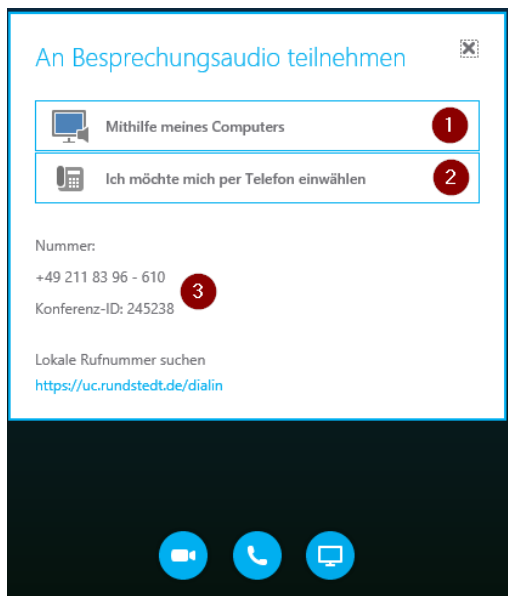 An Besprechungsaudio teilnehmen
Mithilfe meines Computers
1
Ich möchte mich per Telefon einwählen
2
Nummer:
+49 211 83 96 - 610
3
Konferenz-ID: 245238
Lokale Rufnummer suchen
https://uc.rundstedt.de/dialin